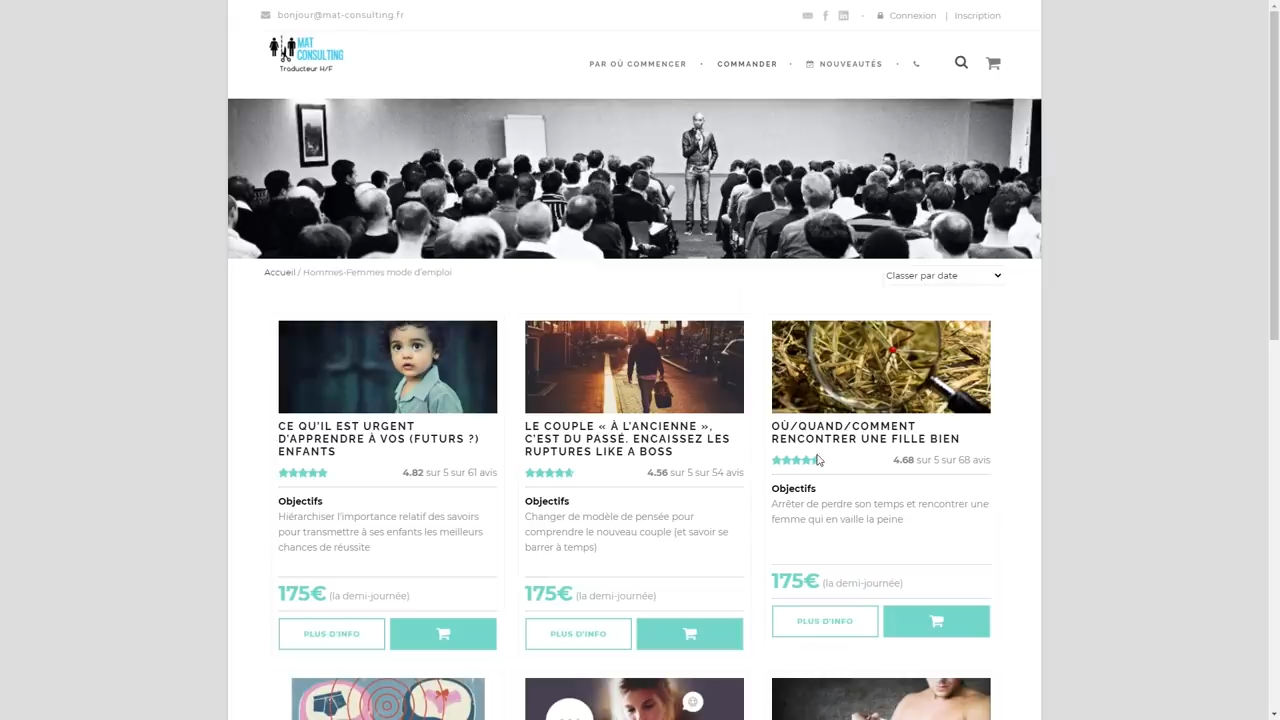 bonjour@mat-consulting.fr
Connexion | Inscription
MAT
CONSULTING
Traducteur H/F
PAR OÙ COMMENCER
COMMANDER
NOUVEAUTÉS
Accueil / Hommes-Femmes mode d'emploi
Classer par date
CE QU'IL EST URGENT
D'APPRENDRE À VOS (FUTURS ?)
ENFANTS
4.82 sur 5 sur 61 avis
Objectifs
Hiérarchiser l'importance relatif des savoirs
pour transmettre à ses enfants les meilleurs
chances de réussite
175€ (la demi-journée)
PLUS D'INFO
LE COUPLE « À L'ANCIENNE »,
C'EST DU PASSÉ. ENCAISSEZ LES
RUPTURES LIKE A BOSS
4.56 sur 5 sur 54 avis
Objectifs
Changer de modèle de pensée pour
comprendre le nouveau couple (et savoir se
barrer à temps)
175€ (la demi-journée)
PLUS D'INFO
OÙ/QUAND/COMMENT
RENCONTRER UNE FILLE BIEN
4.68 sur 5 sur 68 avis
Objectifs
Arrêter de perdre son temps et rencontrer une
femme qui en vaille la peine
175€ (la demi-journée)
PLUS D'INFO